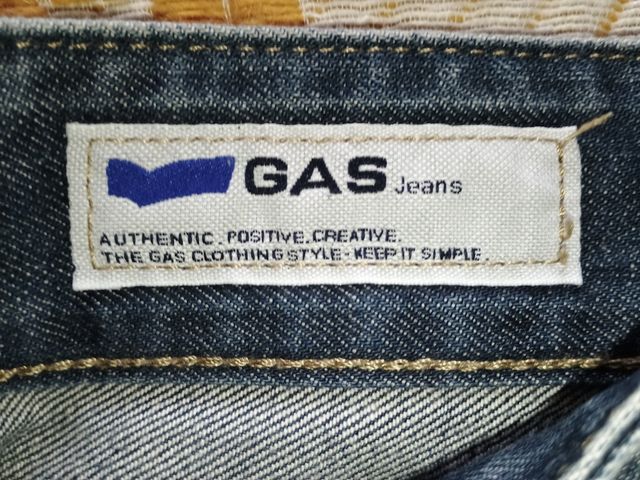 GAS Jeans
AUTHENTIC. POSITIVE. CREATIVE.
THE GAS CLOTHING STYLE - KEEP IT SIMPLE.